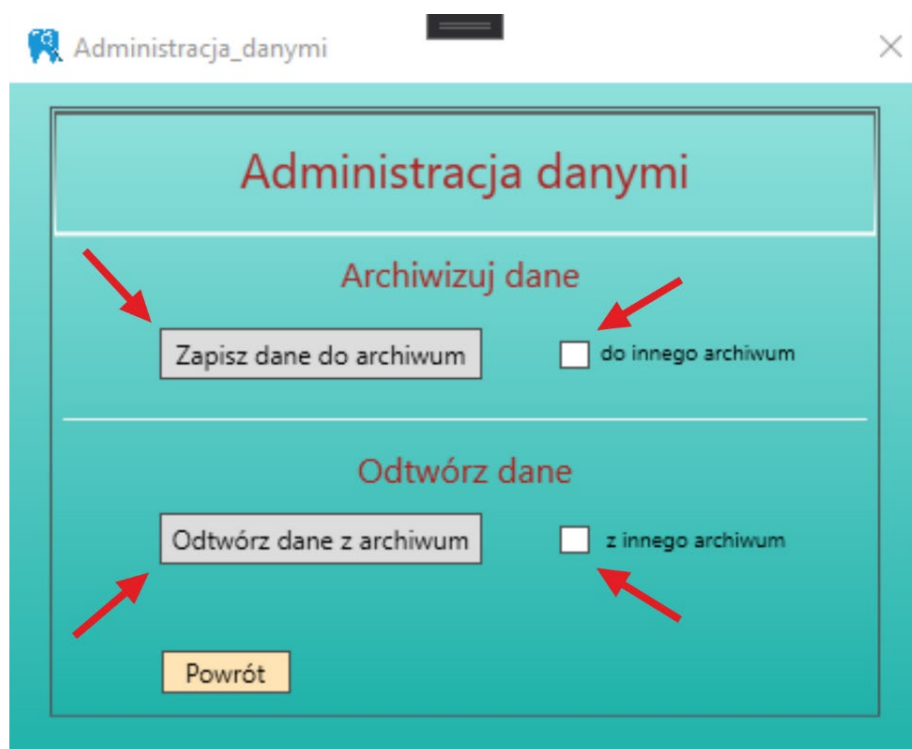 Administracja_danymi
Administracja danymi
Archiwizuj dane
Zapisz dane do archiwum
do innego archiwum
Odtwórz dane
Odtwórz dane z archiwum
z innego archiwum
Powrót